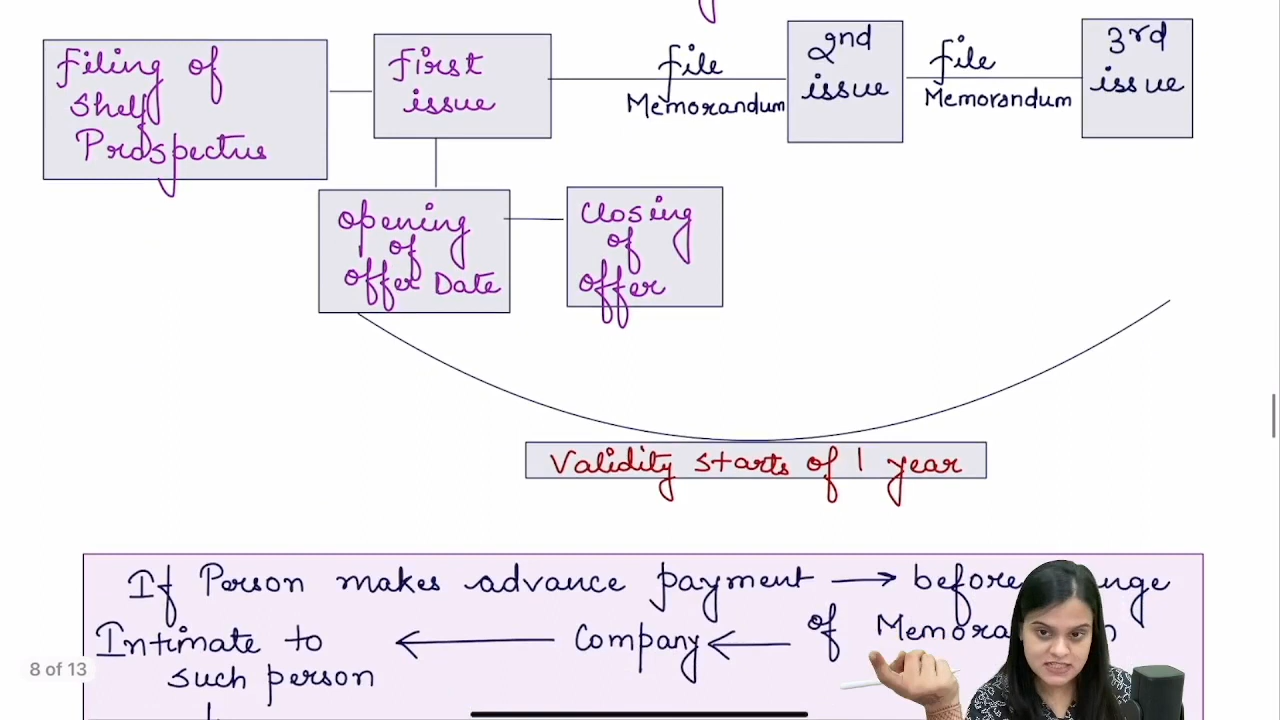 Filing of
Shelf
Prospectus
First
issue
file
Memorandum
2nd
issue
file
Memorandum
3rd
issue
opening
of
offer Date
Closing
of
offer
Validity starts of 1 year
If Person makes advance payment → before
of
Intimate to ← Company ←
such person
8 of 13